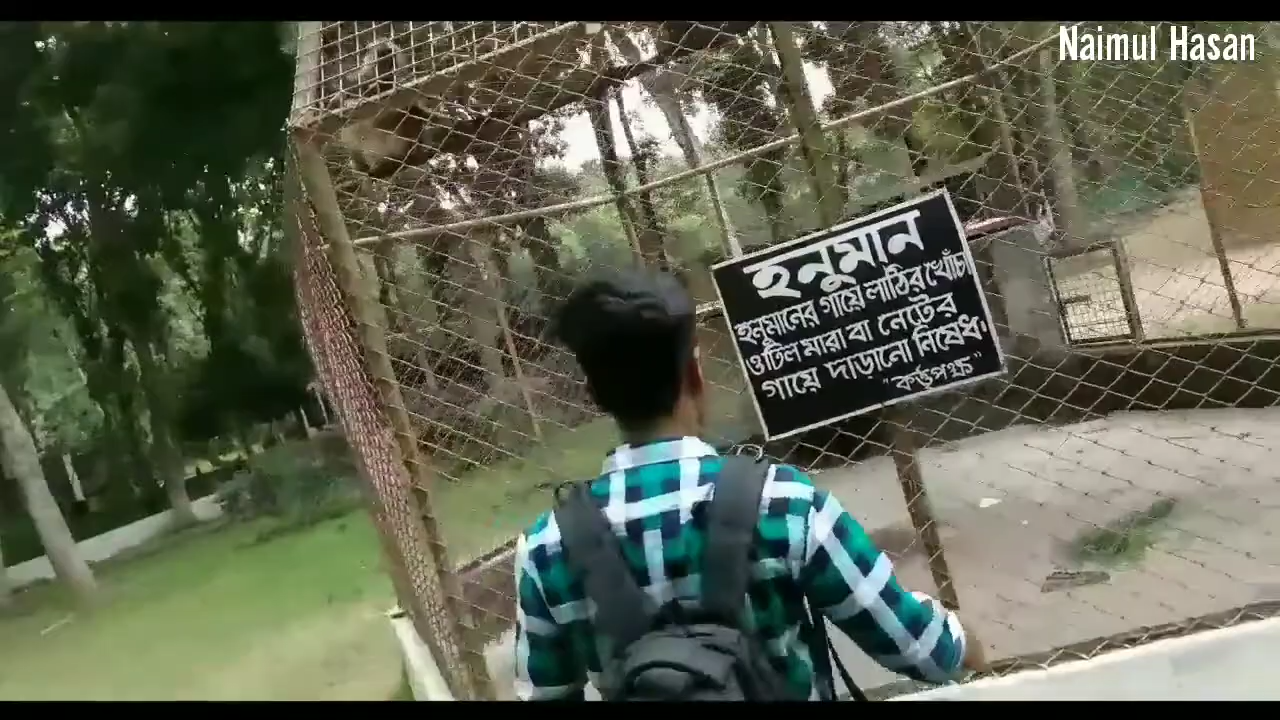 Naimul Hasan
হনুমান
হনুমানের গায়ে লাঠির খোঁচা
ও ঢিল মারা বা নেটের
গায়ে দাড়ানো নিষেধ।
"কর্তৃপক্ষ"